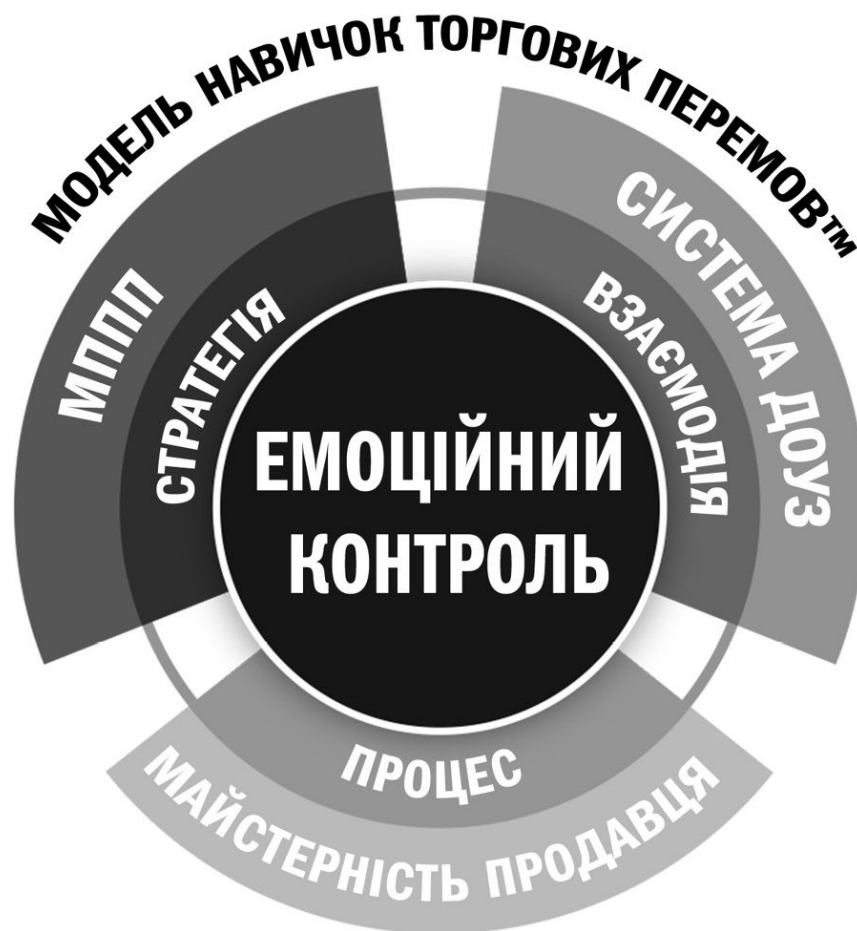 МОДЕЛЬ НАВИЧОК ТОРГОВИХ ПЕРЕМОВ™
МППП
СТРАТЕГІЯ
СИСТЕМА ДОУЗ
ВЗАЄМОДІЯ
ЕМОЦІЙНИЙ
КОНТРОЛЬ
ПРОЦЕС
МАЙСТЕРНІСТЬ ПРОДАВЦЯ